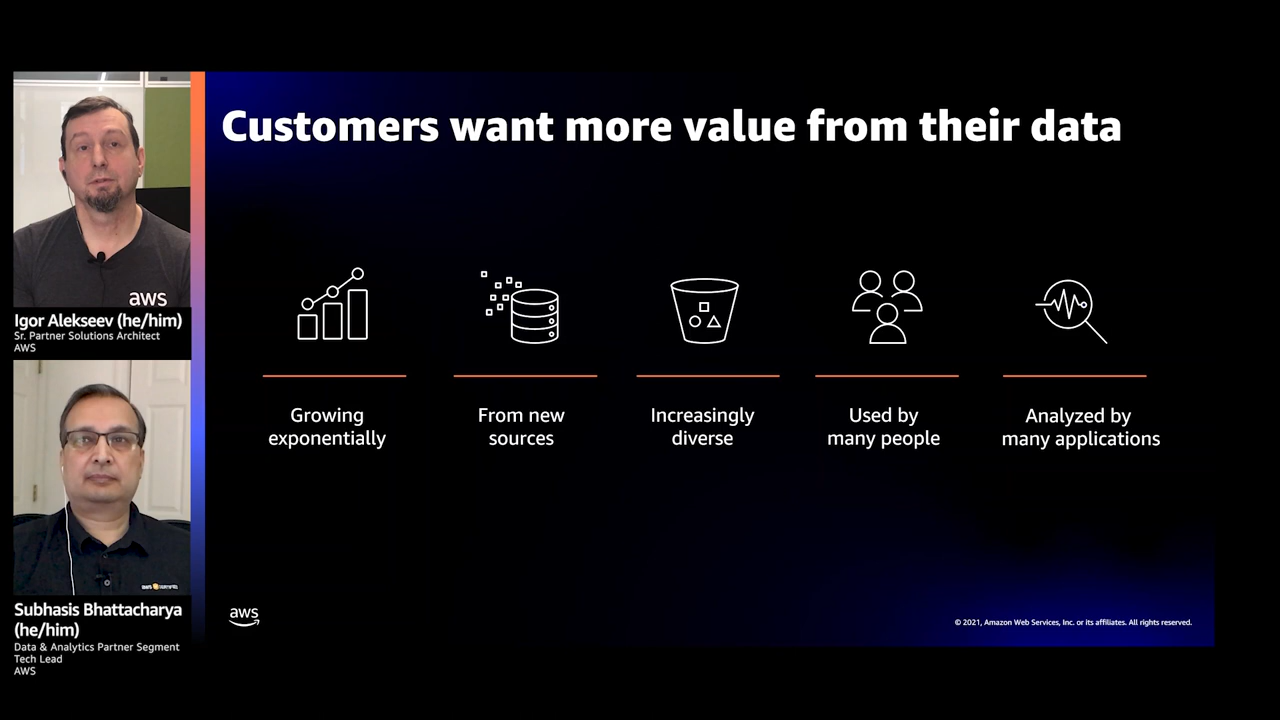 aws
Igor Alekseev (he/him)
Sr. Partner Solutions Architect
AWS
Subhasis Bhattacharya
(he/him)
Data & Analytics Partner Segment
Tech Lead
AWS
Customers want more value from their data
Growing
exponentially
From new
sources
Increasingly
diverse
Used by
many people
Analyzed by
many applications
aws
© 2021, Amazon Web Services, Inc. or its affiliates. All rights reserved.